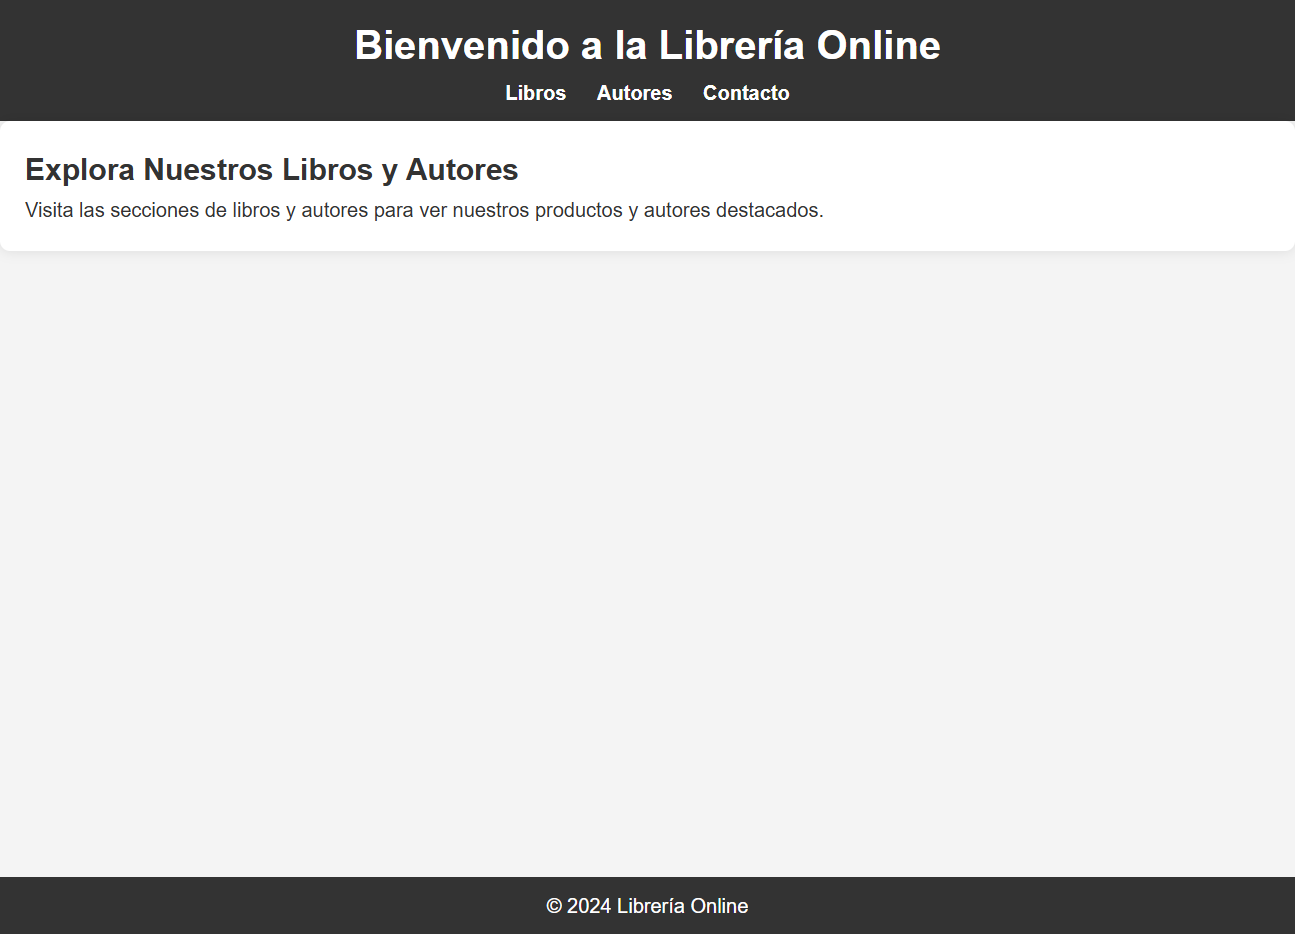 Bienvenido a la Librería Online
Libros Autores Contacto
Explora Nuestros Libros y Autores
Visita las secciones de libros y autores para ver nuestros productos y autores destacados.
© 2024 Librería Online